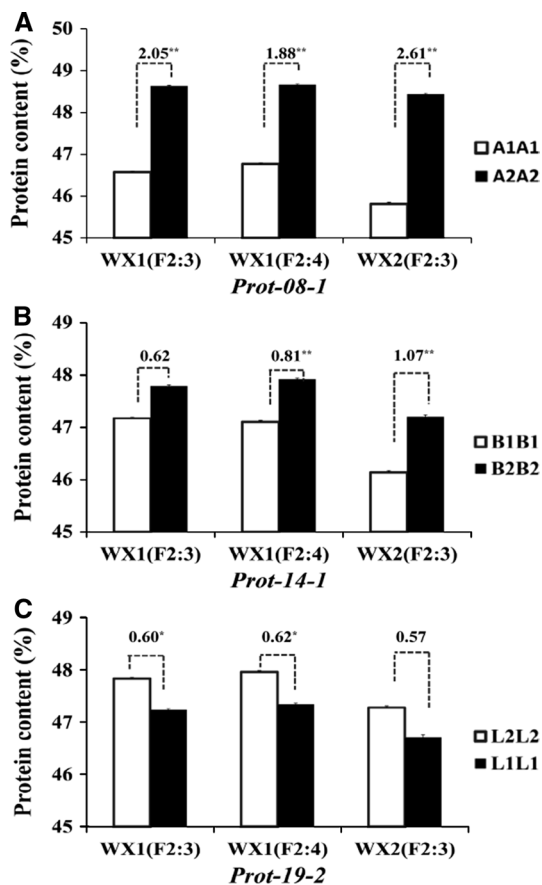 A
Protein content (%)
50
49
48
47
46
45
2.05**
1.88**
2.61**
A1A1
A2A2
WX1(F2:3)
WX1(F2:4)
WX2(F2:3)
Prot-08-1
B
Protein content (%)
49
48
47
46
45
0.62
0.81**
1.07**
B1B1
B2B2
WX1(F2:3)
WX1(F2:4)
WX2(F2:3)
Prot-14-1
C
Protein content (%)
49
48
47
46
45
0.60*
0.62*
0.57
L2L2
L1L1
WX1(F2:3)
WX1(F2:4)
WX2(F2:3)
Prot-19-2